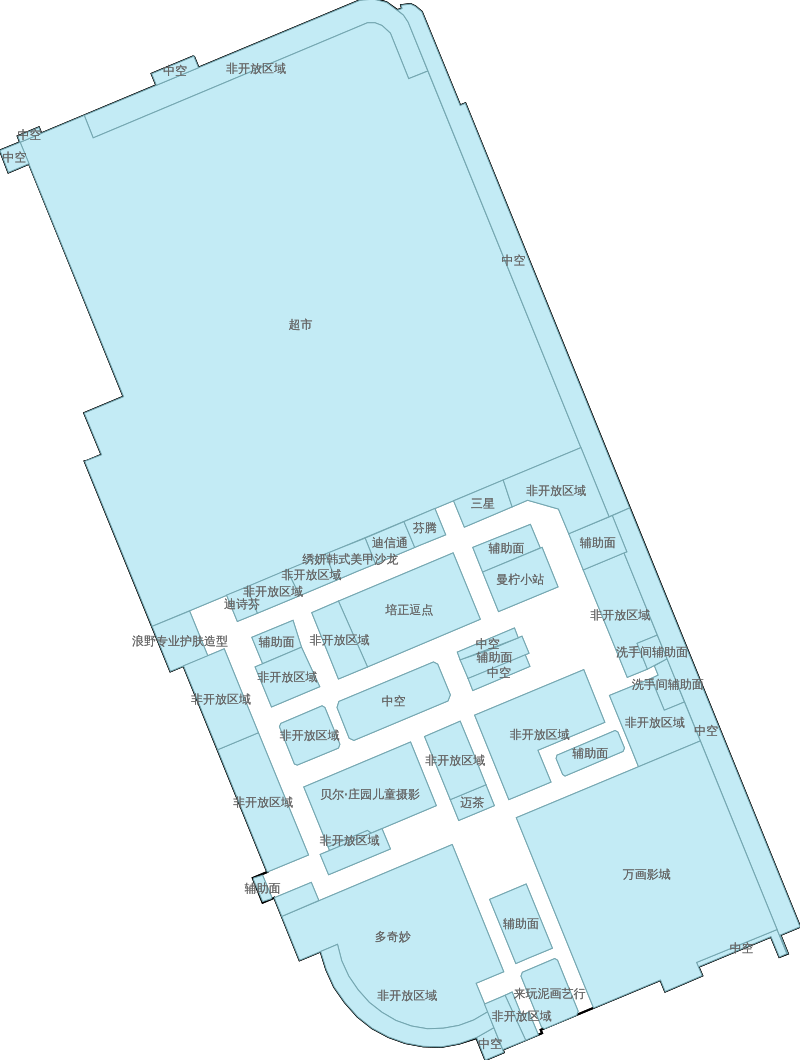 非开放区域
中空
中空
中空
中空
超市
非开放区域
三星
芬腾
迪信通
辅助面
绣妍韩式美甲沙龙
辅助面
非开放区域
曼柠小站
非开放区域
迪诗芬
培正逗点
非开放区域
浪野专业护肤造型
辅助面
非开放区域
中空
洗手间辅助面
辅助面
中空
非开放区域
洗手间辅助面
非开放区域
中空
非开放区域
中空
非开放区域
非开放区域
辅助面
非开放区域
贝尔·庄园儿童摄影
非开放区域
迈茶
非开放区域
万画影城
辅助面
辅助面
多奇妙
中空
来玩泥画艺行
非开放区域
非开放区域
中空